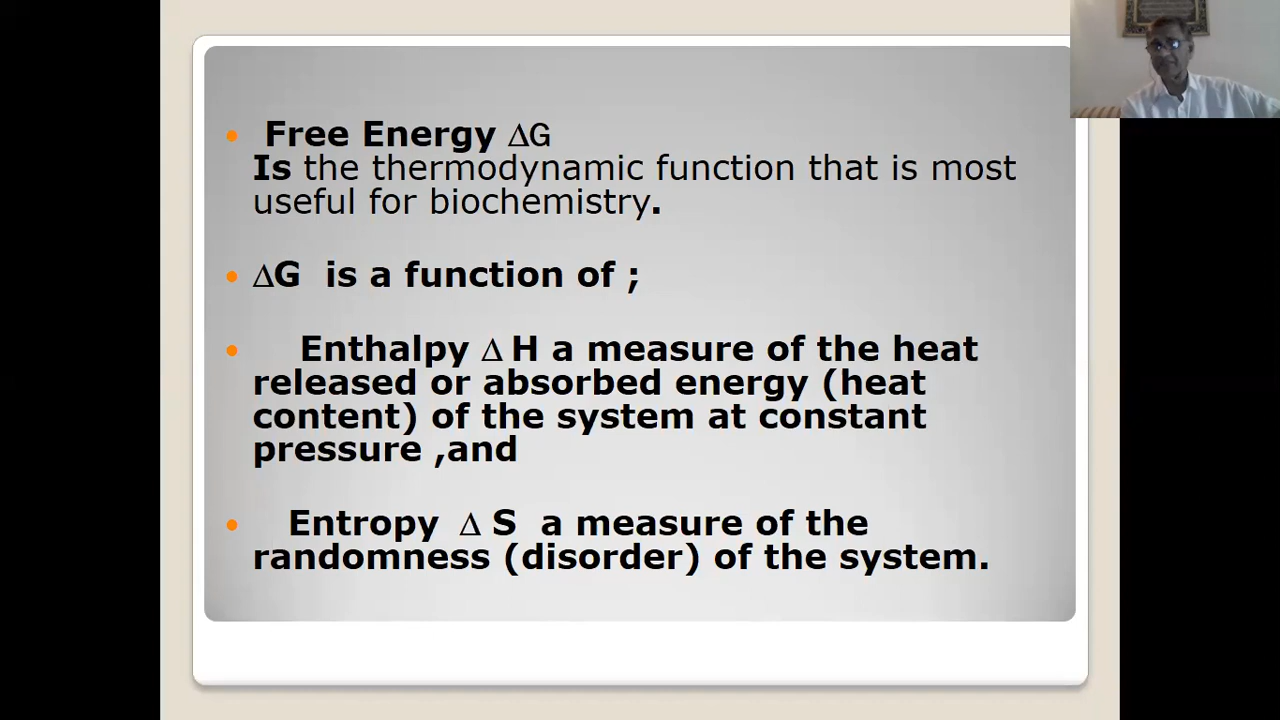 • Free Energy ΔG
Is the thermodynamic function that is most
useful for biochemistry.
• ΔG is a function of ;
• Enthalpy Δ H a measure of the heat
released or absorbed energy (heat
content) of the system at constant
pressure ,and
• Entropy Δ S a measure of the
randomness (disorder) of the system.